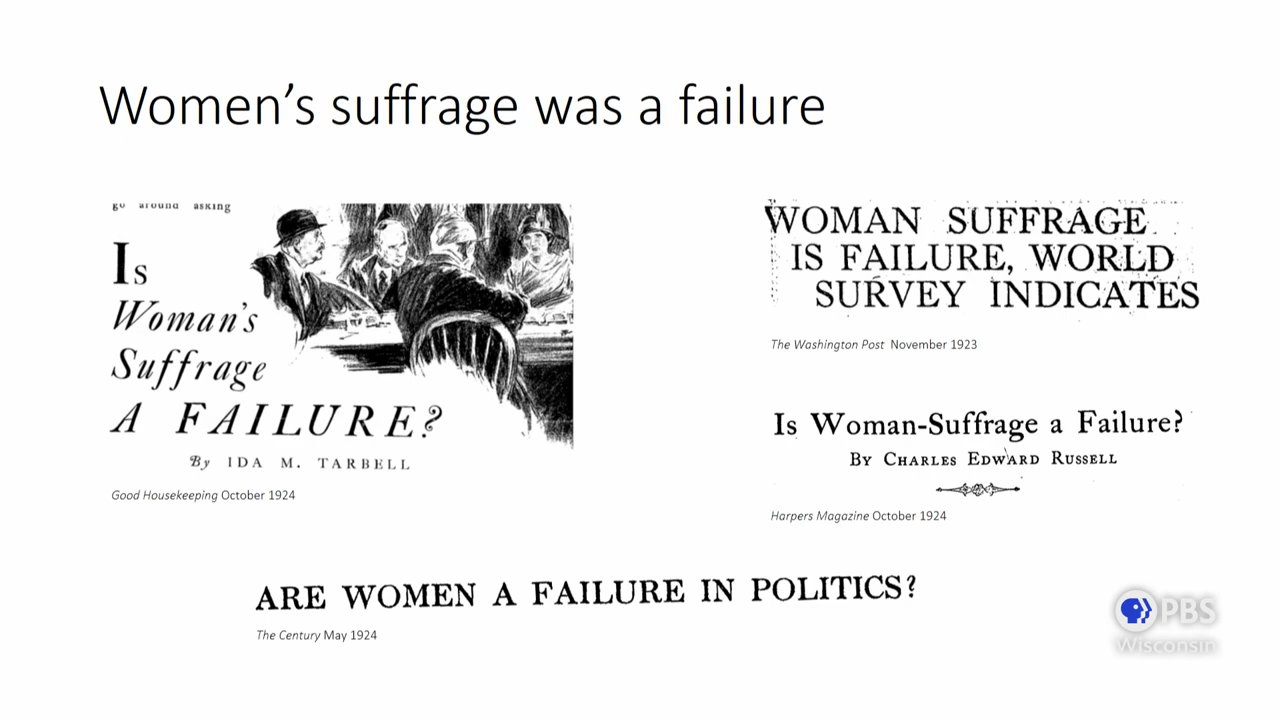 Women's suffrage was a failure
go around asking
Is
Woman's
Suffrage
A FAILURE?
By IDA M. TARBELL
Good Housekeeping October 1924
WOMAN SUFFRAGE
IS FAILURE, WORLD
SURVEY INDICATES
The Washington Post November 1923
Is Woman-Suffrage a Failure?
By Charles Edward Russell
Harpers Magazine October 1924
ARE WOMEN A FAILURE IN POLITICS?
The Century May 1924
PBS
Wisconsin